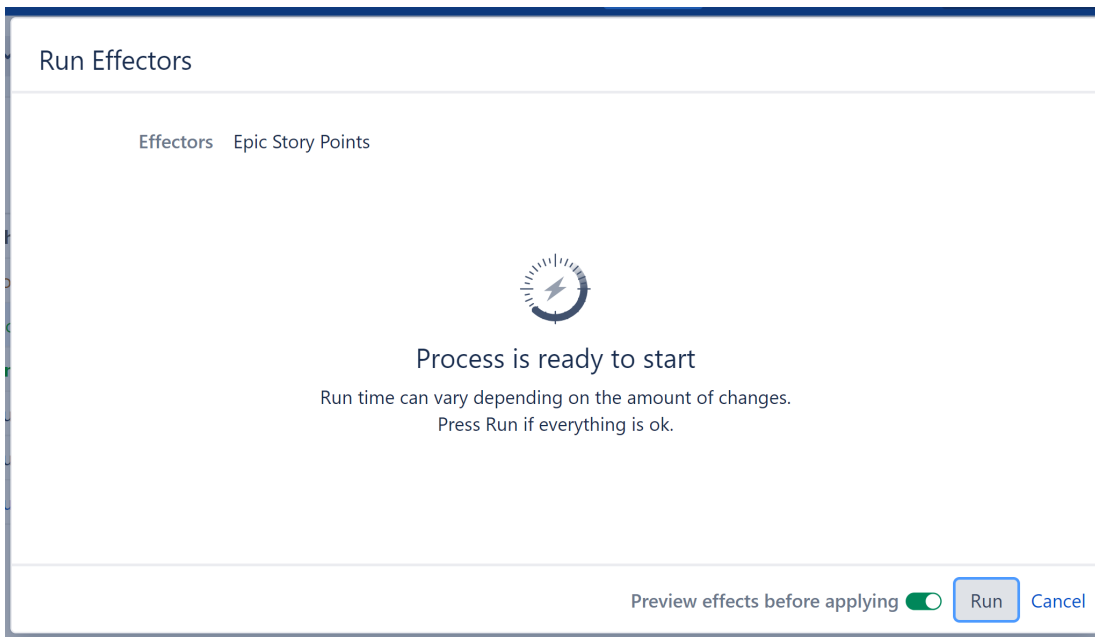 Run Effectors
Effectors Epic Story Points
Process is ready to start
Run time can vary depending on the amount of changes.
Press Run if everything is ok.
Preview effects before applying Run Cancel